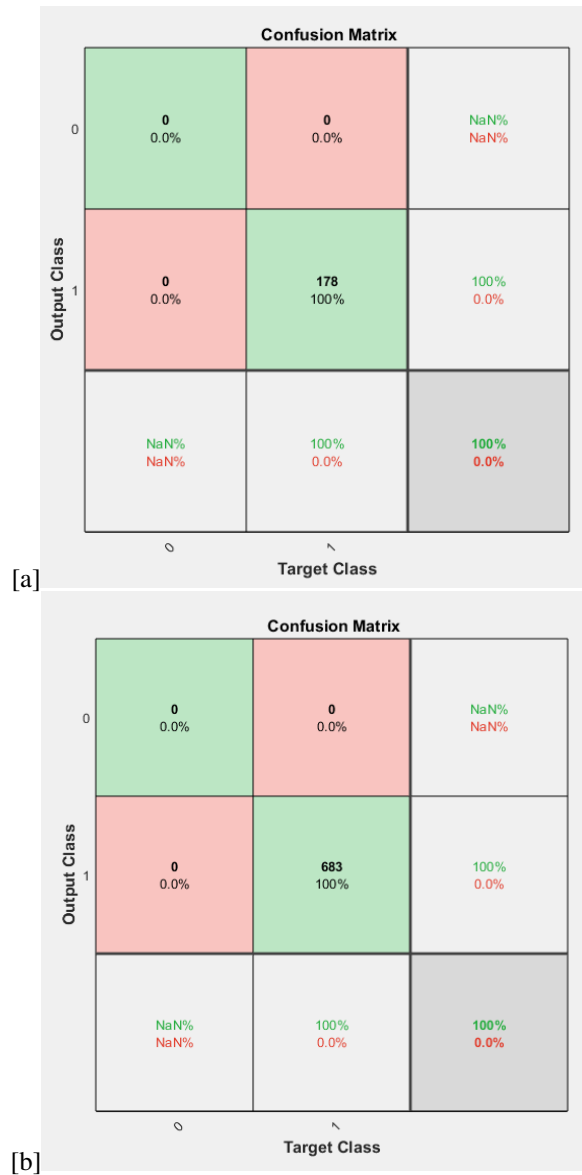 Confusion Matrix
0 0 NaN%
0 0.0% 0.0% NaN%
0 178 100%
1 0.0% 100% 0.0%
NaN% 100% 100%
NaN% 0.0% 0.0%
0 1
Target Class
Output Class
[a]
Confusion Matrix
0 0 NaN%
0 0.0% 0.0% NaN%
0 683 100%
1 0.0% 100% 0.0%
NaN% 100% 100%
NaN% 0.0% 0.0%
0 1
Target Class
Output Class
[b]